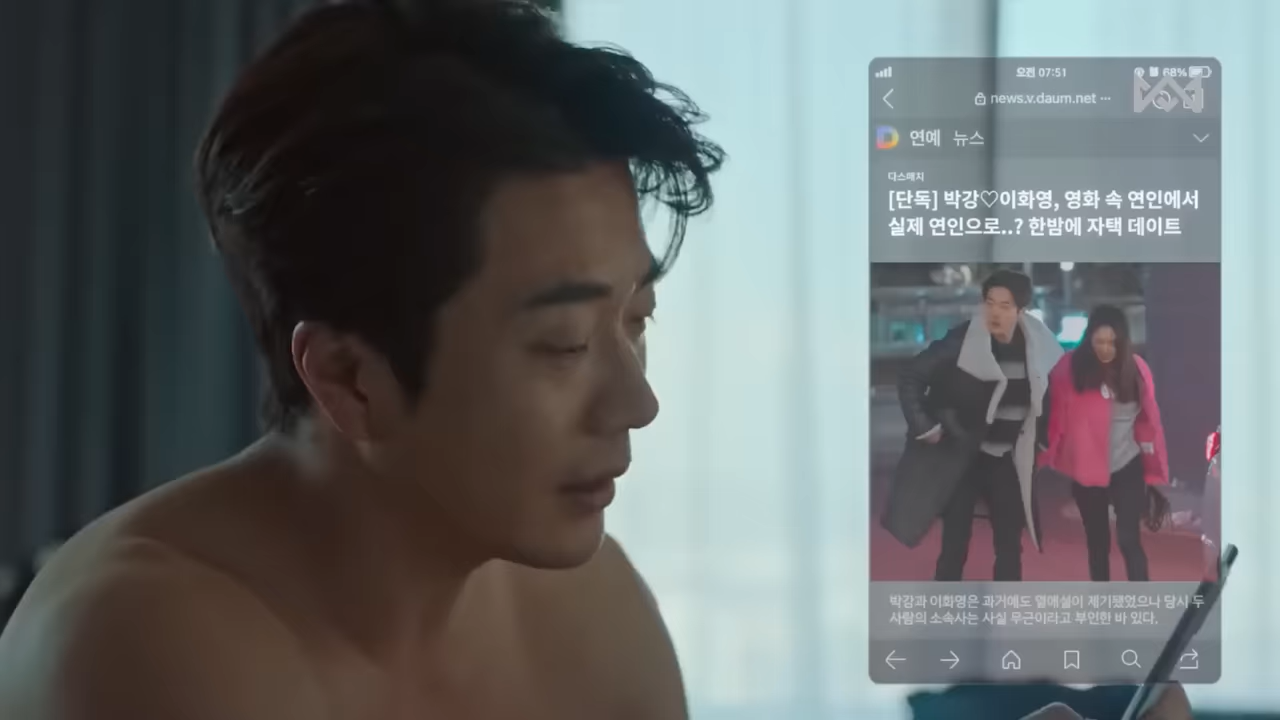 오전 07:51
68%
news.v.daum.net ···
연예 뉴스
다스패치
[단독] 박강♡이화영, 영화 속 연인에서
실제 연인으로..? 한밤에 자택 데이트
박강과 이화영은 과거에도 열애설이 제기됐었으나 당시 두
사람의 소속사는 사실 무근이라고 부인한 바 있다.